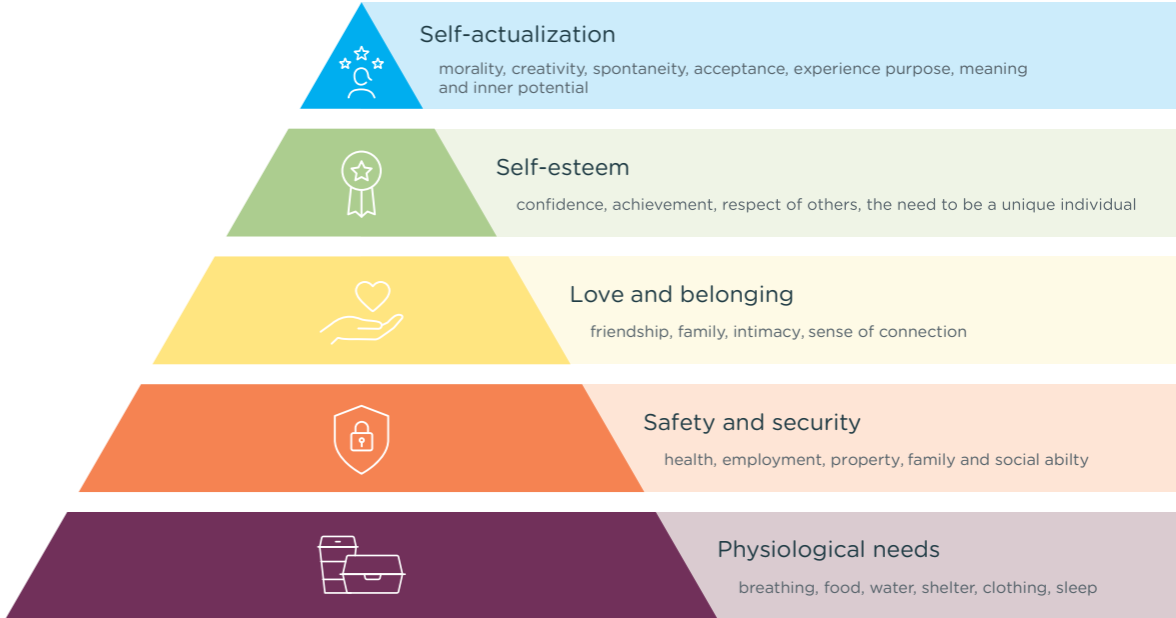 Self-actualization
morality, creativity, spontaneity, acceptance, experience purpose, meaning
and inner potential
Self-esteem
confidence, achievement, respect of others, the need to be a unique individual
Love and belonging
friendship, family, intimacy, sense of connection
Safety and security
health, employment, property, family and social abilty
Physiological needs
breathing, food, water, shelter, clothing, sleep